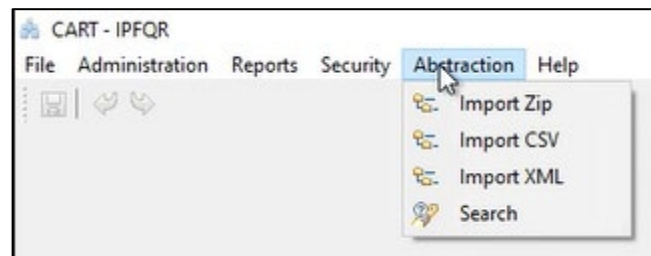 CART - IPFQR
File Administration Reports Security Abstraction Help
Import Zip
Import CSV
Import XML
Search